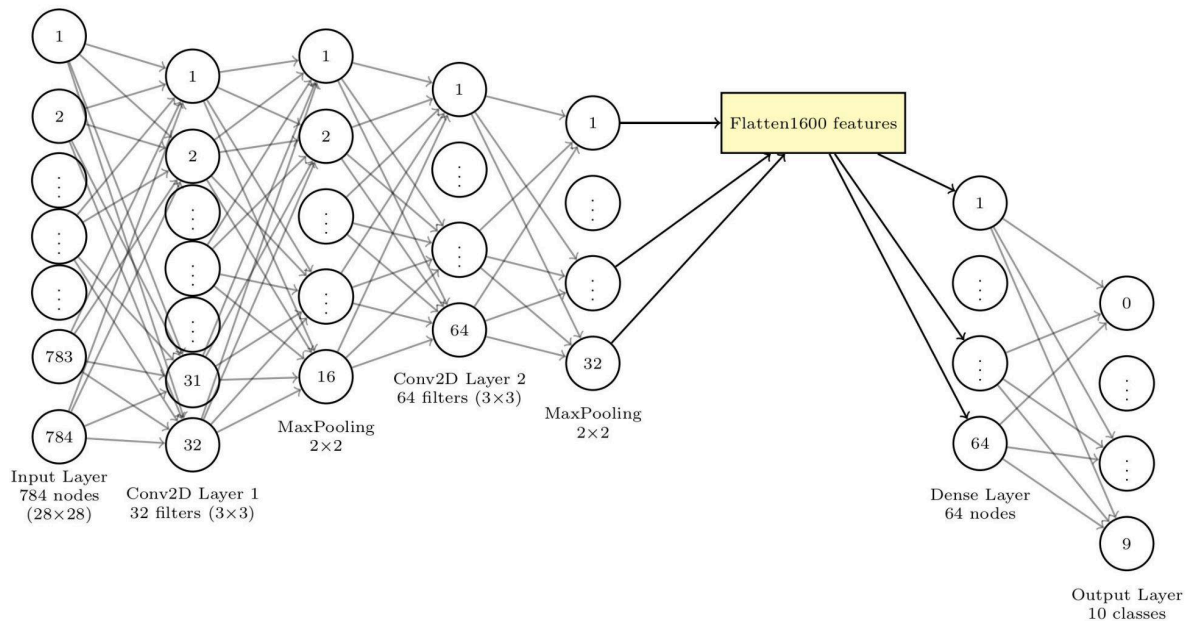 1
2
⋮
⋮
⋮
783
784
Input Layer
784 nodes
(28×28)
1
2
⋮
⋮
⋮
31
32
Conv2D Layer 1
32 filters (3×3)
1
2
⋮
⋮
16
MaxPooling
2×2
1
⋮
⋮
64
Conv2D Layer 2
64 filters (3×3)
1
⋮
⋮
32
MaxPooling
2×2
Flatten1600 features
1
⋮
⋮
64
Dense Layer
64 nodes
0
⋮
⋮
9
Output Layer
10 classes